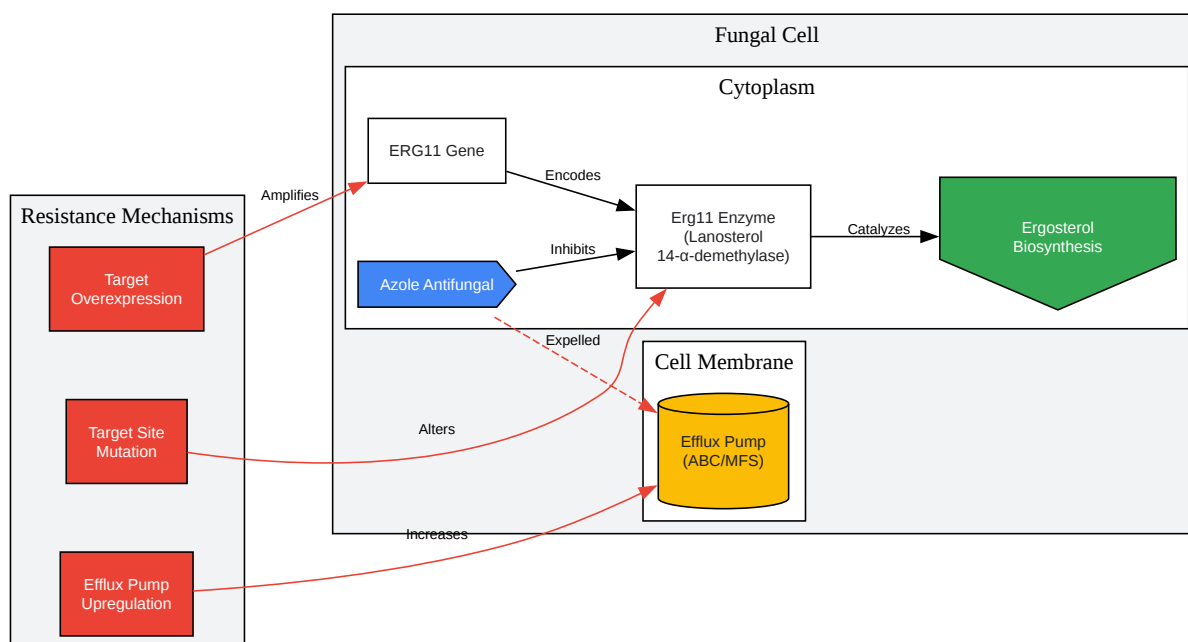 Fungal Cell
Cytoplasm
ERG11 Gene
Encodes
Amplifies
Resistance Mechanisms
Target
Overexpression
Erg11 Enzyme
(Lanosterol
14-α-demethylase)
Catalyzes
Ergosterol
Biosynthesis
Inhibits
Azole Antifungal
Expelled
Cell Membrane
Target Site
Mutation
Alters
Efflux Pump
(ABC/MFS)
Increases
Efflux Pump
Upregulation